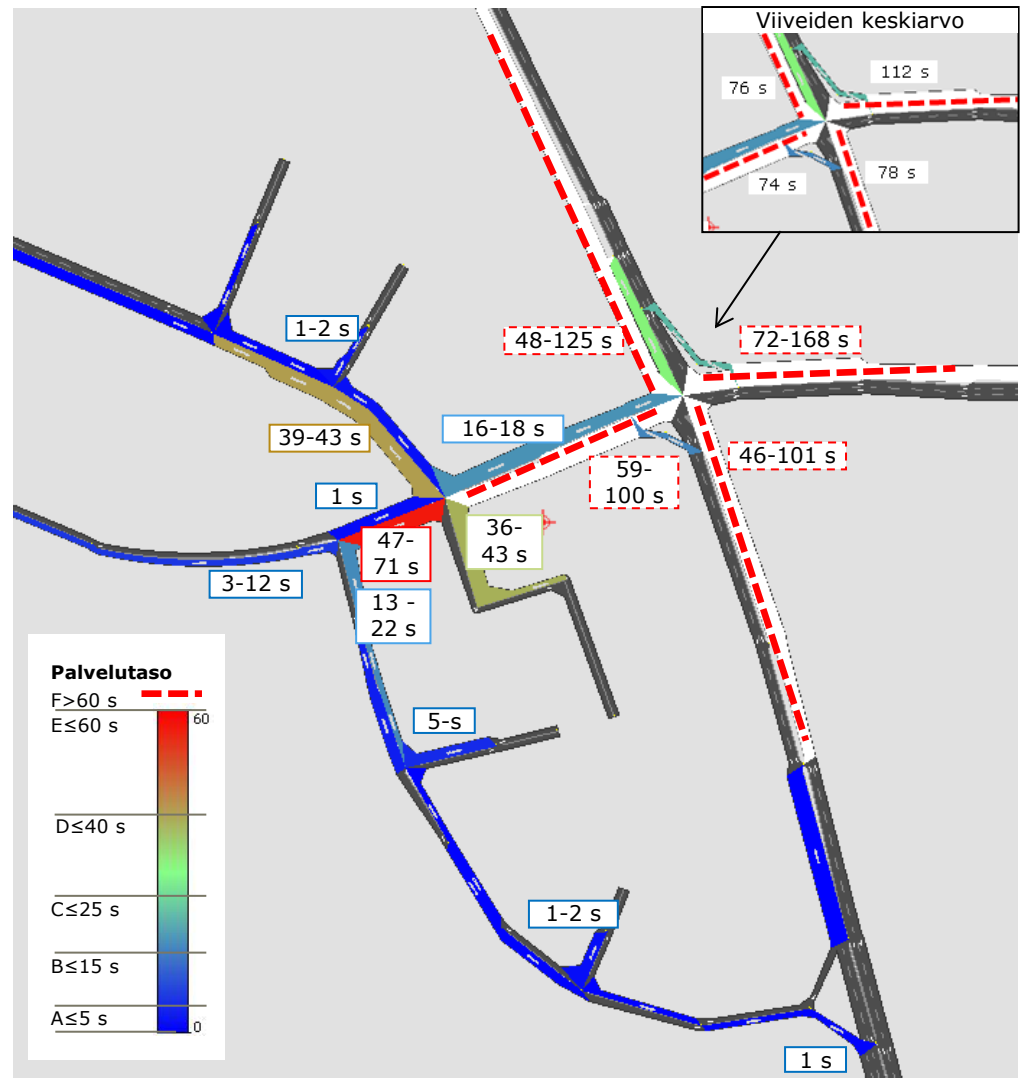 Viiveiden keskiarvo
76 s
112 s
74 s
78 s
1-2 s
48-125 s
72-168 s
39-43 s
16-18 s
59-
100 s
46-101 s
1 s
47-
71 s
36-
43 s
3-12 s
13 -
22 s
5-s
1-2 s
1 s
Palvelutaso
F>60 s
E≤60 s
60
D≤40 s
C≤25 s
B≤15 s
A≤5 s
0